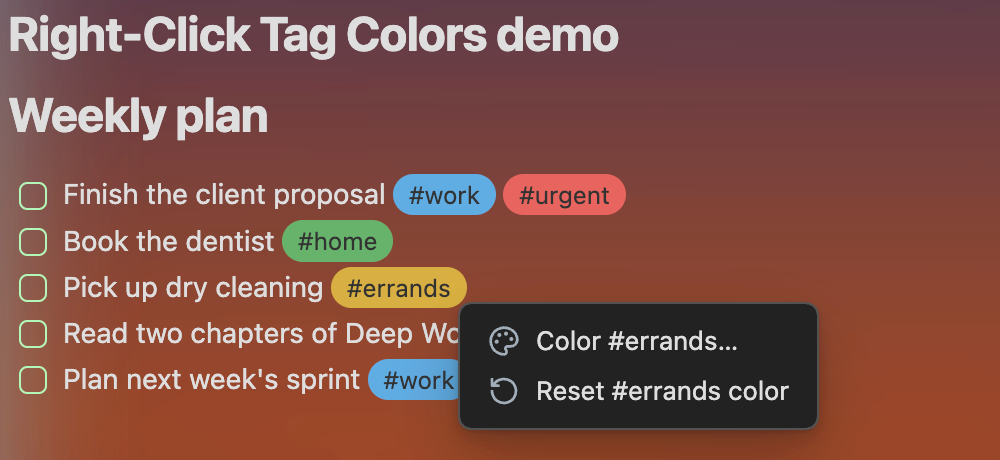 Right-Click Tag Colors demo
Weekly plan
Finish the client proposal #work #urgent
Book the dentist #home
Pick up dry cleaning #errands
Read two chapters of Deep
Plan next week's sprint #work
Color #errands...
Reset #errands color